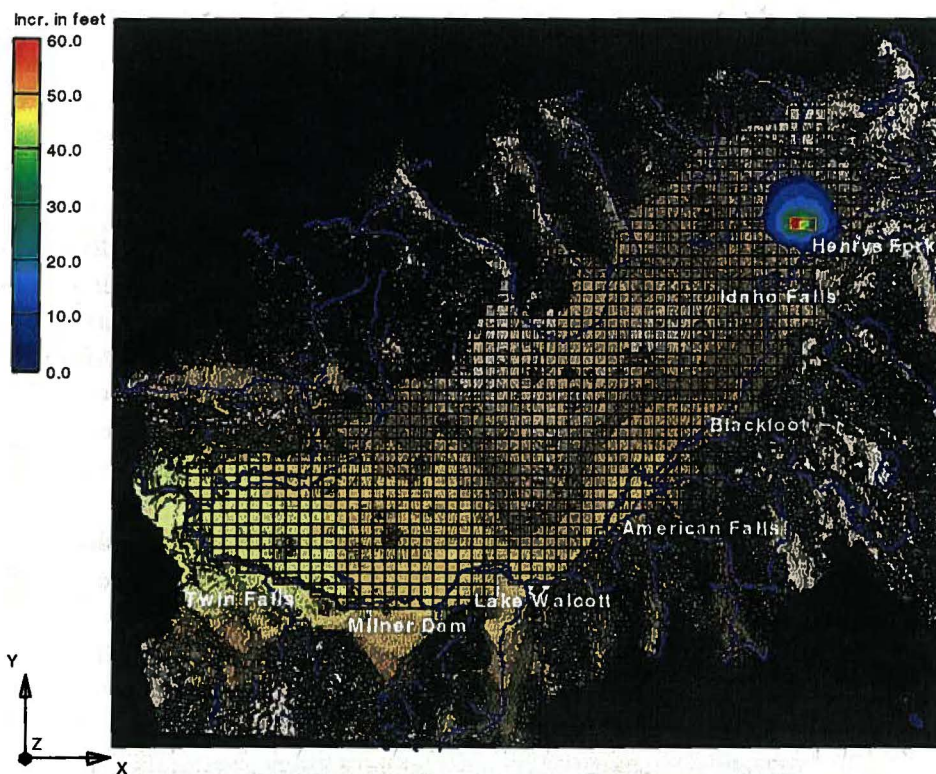 Incr. in feet
60.0
50.0
40.0
30.0
20.0
10.0
0.0
Henrys Fork
Idaho Falls
Blackfoot
American Falls
Twin Falls
Lake Walcott
Milner Dam
Y
Z
X